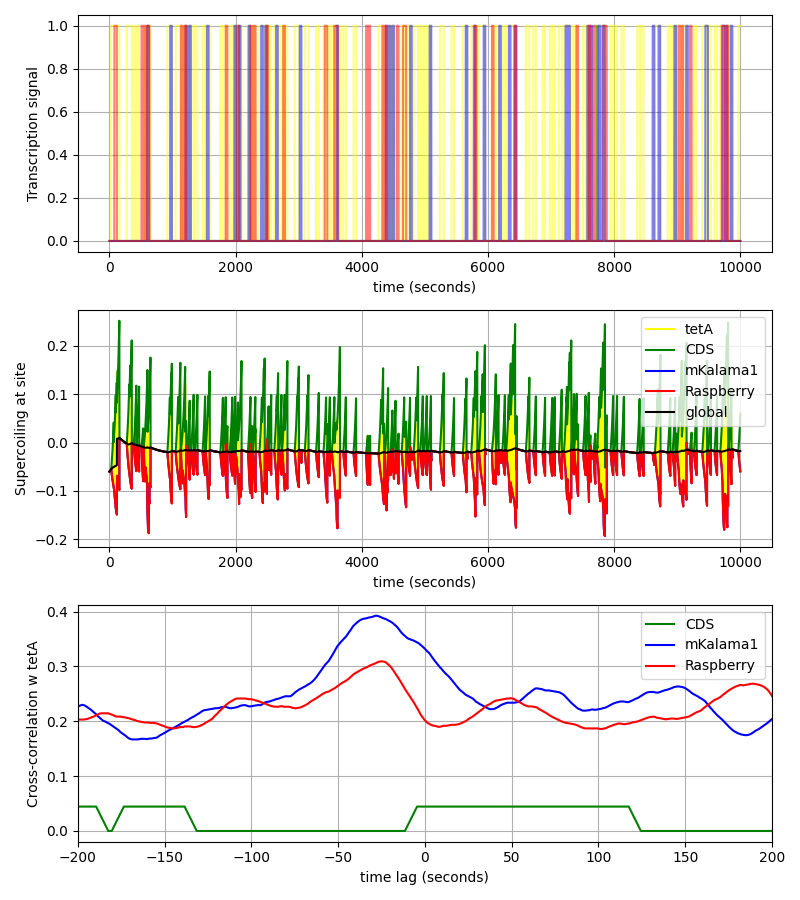 Transcription signal
1.0
0.8
0.6
0.4
0.2
0.0
0 2000 4000 6000 8000 10000
time (seconds)
Supercoiling at site
0.2
0.1
0.0
−0.1
−0.2
tetA
CDS
mKalama1
Raspberry
global
0 2000 4000 6000 8000 10000
time (seconds)
Cross-correlation w tetA
0.4
0.3
0.2
0.1
0.0
CDS
mKalama1
Raspberry
−200 −150 −100 −50 0 50 100 150 200
time lag (seconds)